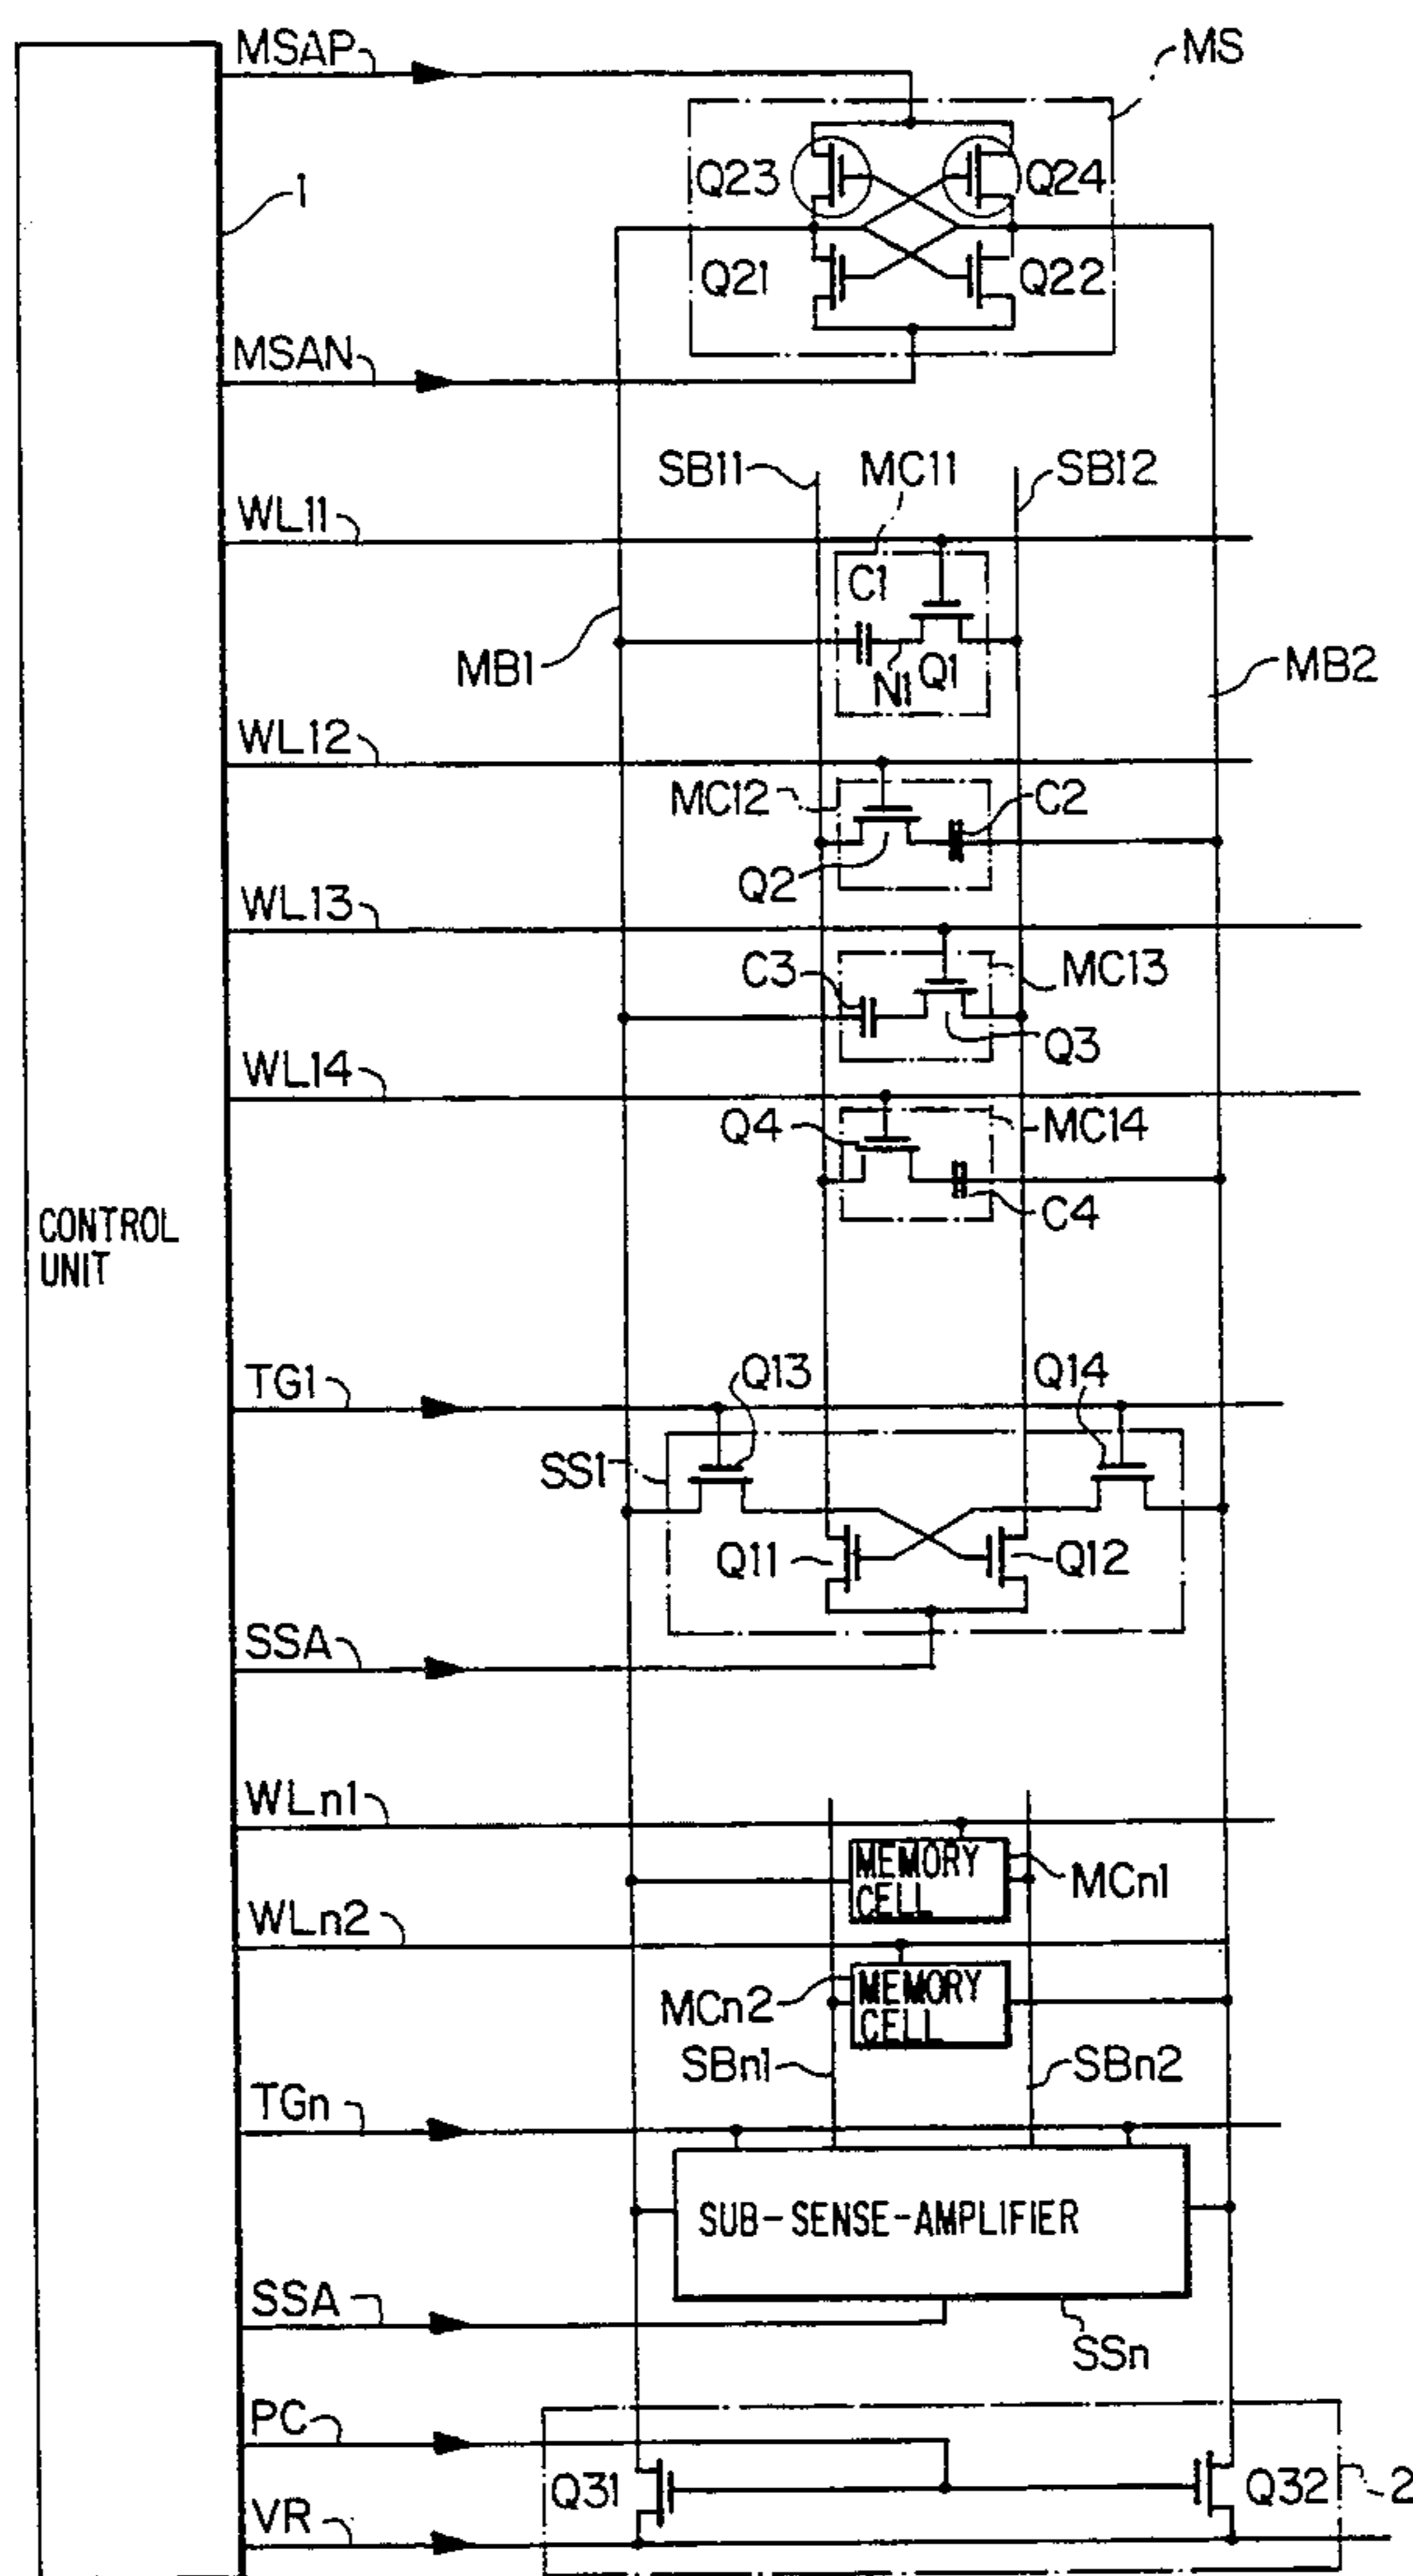 MSAP
MS
1
Q23
Q24
Q21
Q22
MSAN
SB11
MC11
SB12
WL11
C1
MB1
N1
Q1
MB2
WL12
MC12
C2
Q2
WL13
C3
MC13
Q3
WL14
Q4
MC14
C4
CONTROL
UNIT
TG1
Q13
Q14
SS1
Q11
Q12
SSA
WLn1
MEMORY
CELL
MCn1
WLn2
MCn2
MEMORY
CELL
SBn1
SBn2
TGn
SUB-SENSE-AMPLIFIER
SSA
SSn
PC
Q31
Q32
2
VR